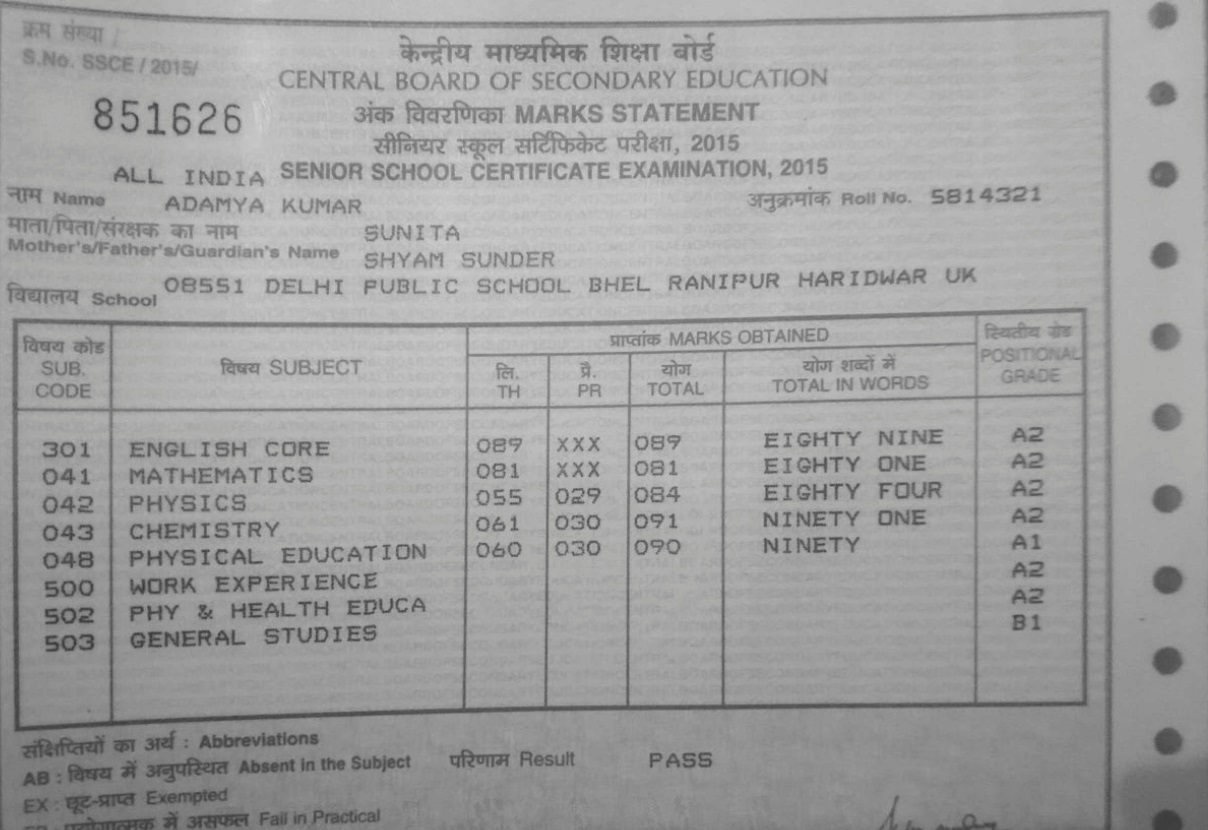 क्रम संख्या /
S.No. SSCE / 2015/
851626
केन्द्रीय माध्यमिक शिक्षा बोर्ड
CENTRAL BOARD OF SECONDARY EDUCATION
अंक विवरणिका MARKS STATEMENT
सीनियर स्कूल सर्टिफिकेट परीक्षा, 2015
ALL INDIA SENIOR SCHOOL CERTIFICATE EXAMINATION, 2015
नाम Name ADAMYA KUMAR अनुक्रमांक Roll No. 5814321
माता/पिता/संरक्षक का नाम SUNITA
Mother's/Father's/Guardian's Name SHYAM SUNDER
विद्यालय School 08551 DELHI PUBLIC SCHOOL BHEL RANIPUR HARIDWAR UK
विषय कोड SUB. CODE विषय SUBJECT प्राप्तांक MARKS OBTAINED स्थितीय ग्रेड POSITIONAL GRADE
लि. TH प्रै. PR योग TOTAL योग शब्दों में TOTAL IN WORDS
301 ENGLISH CORE 089 XXX 089 EIGHTY NINE A2
041 MATHEMATICS 081 XXX 081 EIGHTY ONE A2
042 PHYSICS 055 029 084 EIGHTY FOUR A2
043 CHEMISTRY 061 030 091 NINETY ONE A2
048 PHYSICAL EDUCATION 060 030 090 NINETY A1
500 WORK EXPERIENCE A2
502 PHY & HEALTH EDUCA A2
503 GENERAL STUDIES B1
संक्षिप्तियों का अर्थ : Abbreviations
AB : विषय में अनुपस्थित Absent in the Subject परिणाम Result PASS
EX : छूट-प्राप्त Exempted
प्रयोगात्मक में असफल Fail in Practical